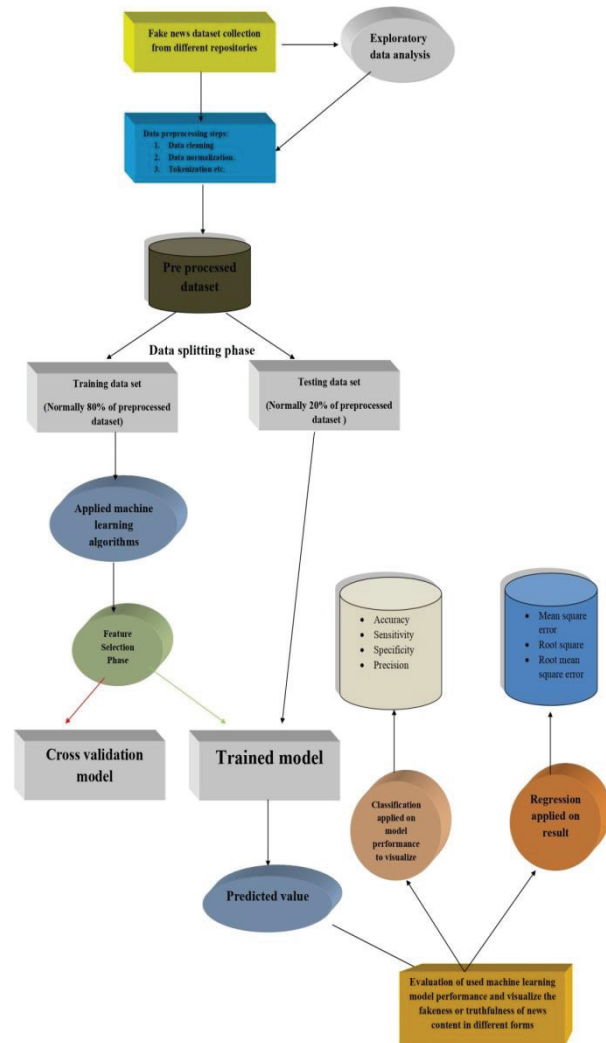 Fake news dataset collection
from different repositories
Exploratory
data analysis
Data preprocessing steps:
1. Data cleaning
2. Data normalization.
3. Tokenization etc.
Pre processed
dataset
Data splitting phase
Training data set
(Normally 80% of preprocessed
dataset)
Testing data set
(Normally 20% of preprocessed
dataset )
Applied machine
learning
algorithms
Feature
Selection
Phase
• Accuracy
• Sensitivity
• Specificity
• Precision
• Mean square
error
• Root square
• Root mean
square error
Cross validation
model
Trained model
Classification
applied on
model
performance
to visualize
Regression
applied on
result
Predicted value
Evaluation of used machine learning
model performance and visualize the
fakeness or truthfulness of news
content in different forms